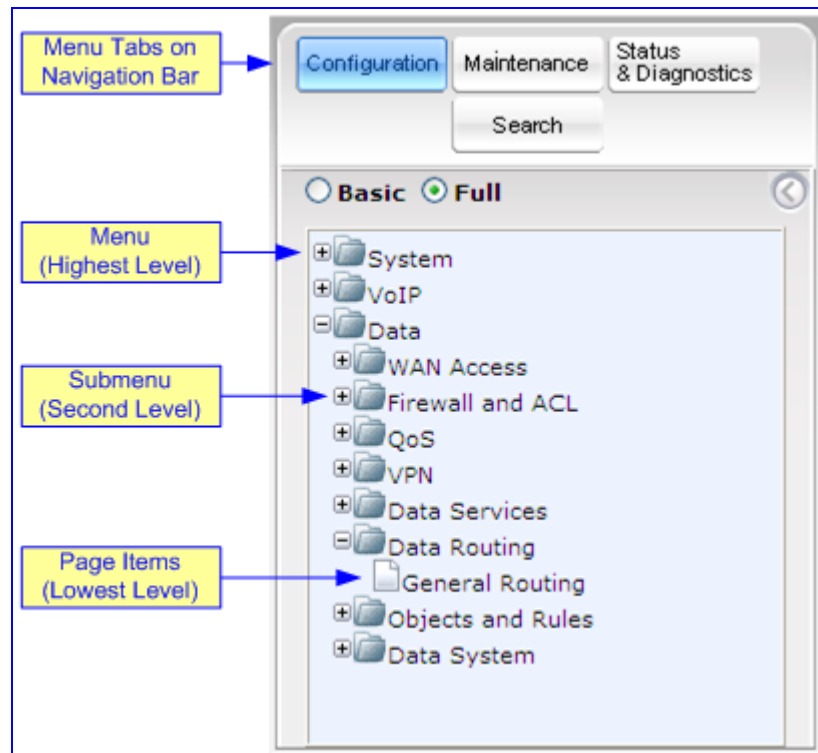 Menu Tabs on
Navigation Bar
Configuration
Maintenance
Status
& Diagnostics
Search
Basic
Full
Menu
(Highest Level)
System
VoIP
Data
WAN Access
Submenu
(Second Level)
Firewall and ACL
QoS
VPN
Data Services
Data Routing
Page Items
(Lowest Level)
General Routing
Objects and Rules
Data System